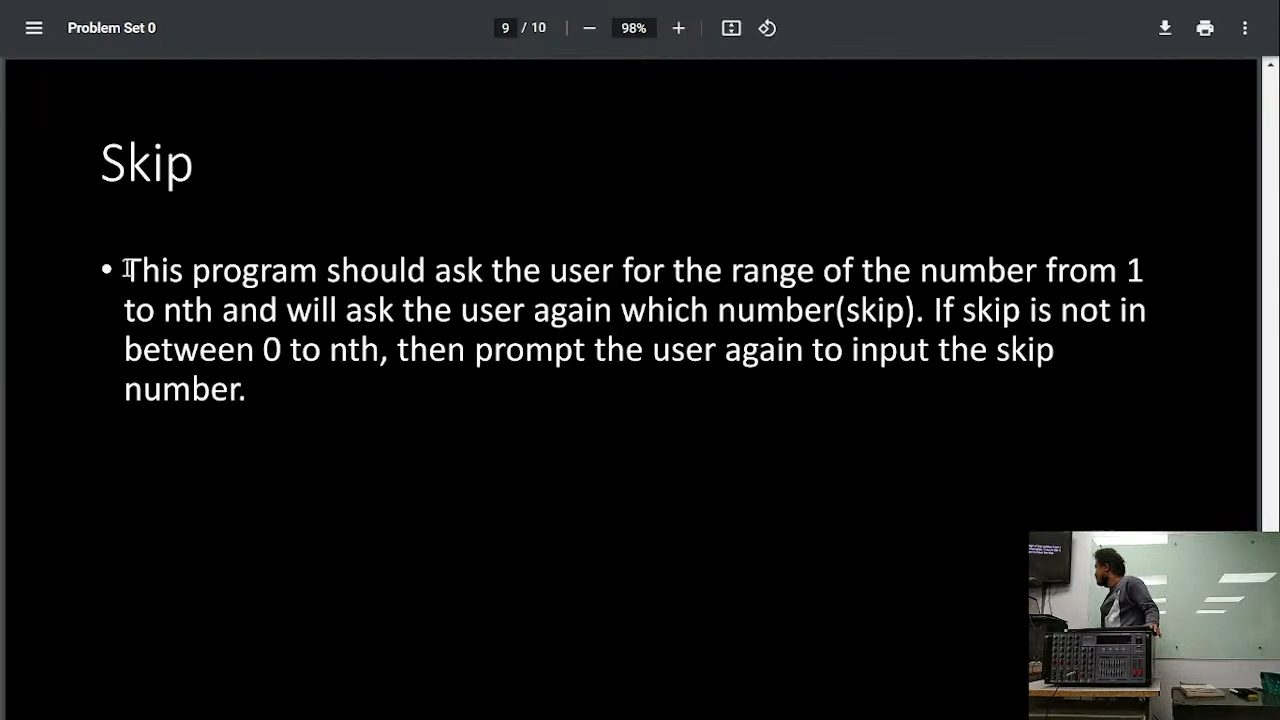 Problem Set 0
9 / 10
98%
Skip
• This program should ask the user for the range of the number from 1
to nth and will ask the user again which number(skip). If skip is not in
between 0 to nth, then prompt the user again to input the skip
number.